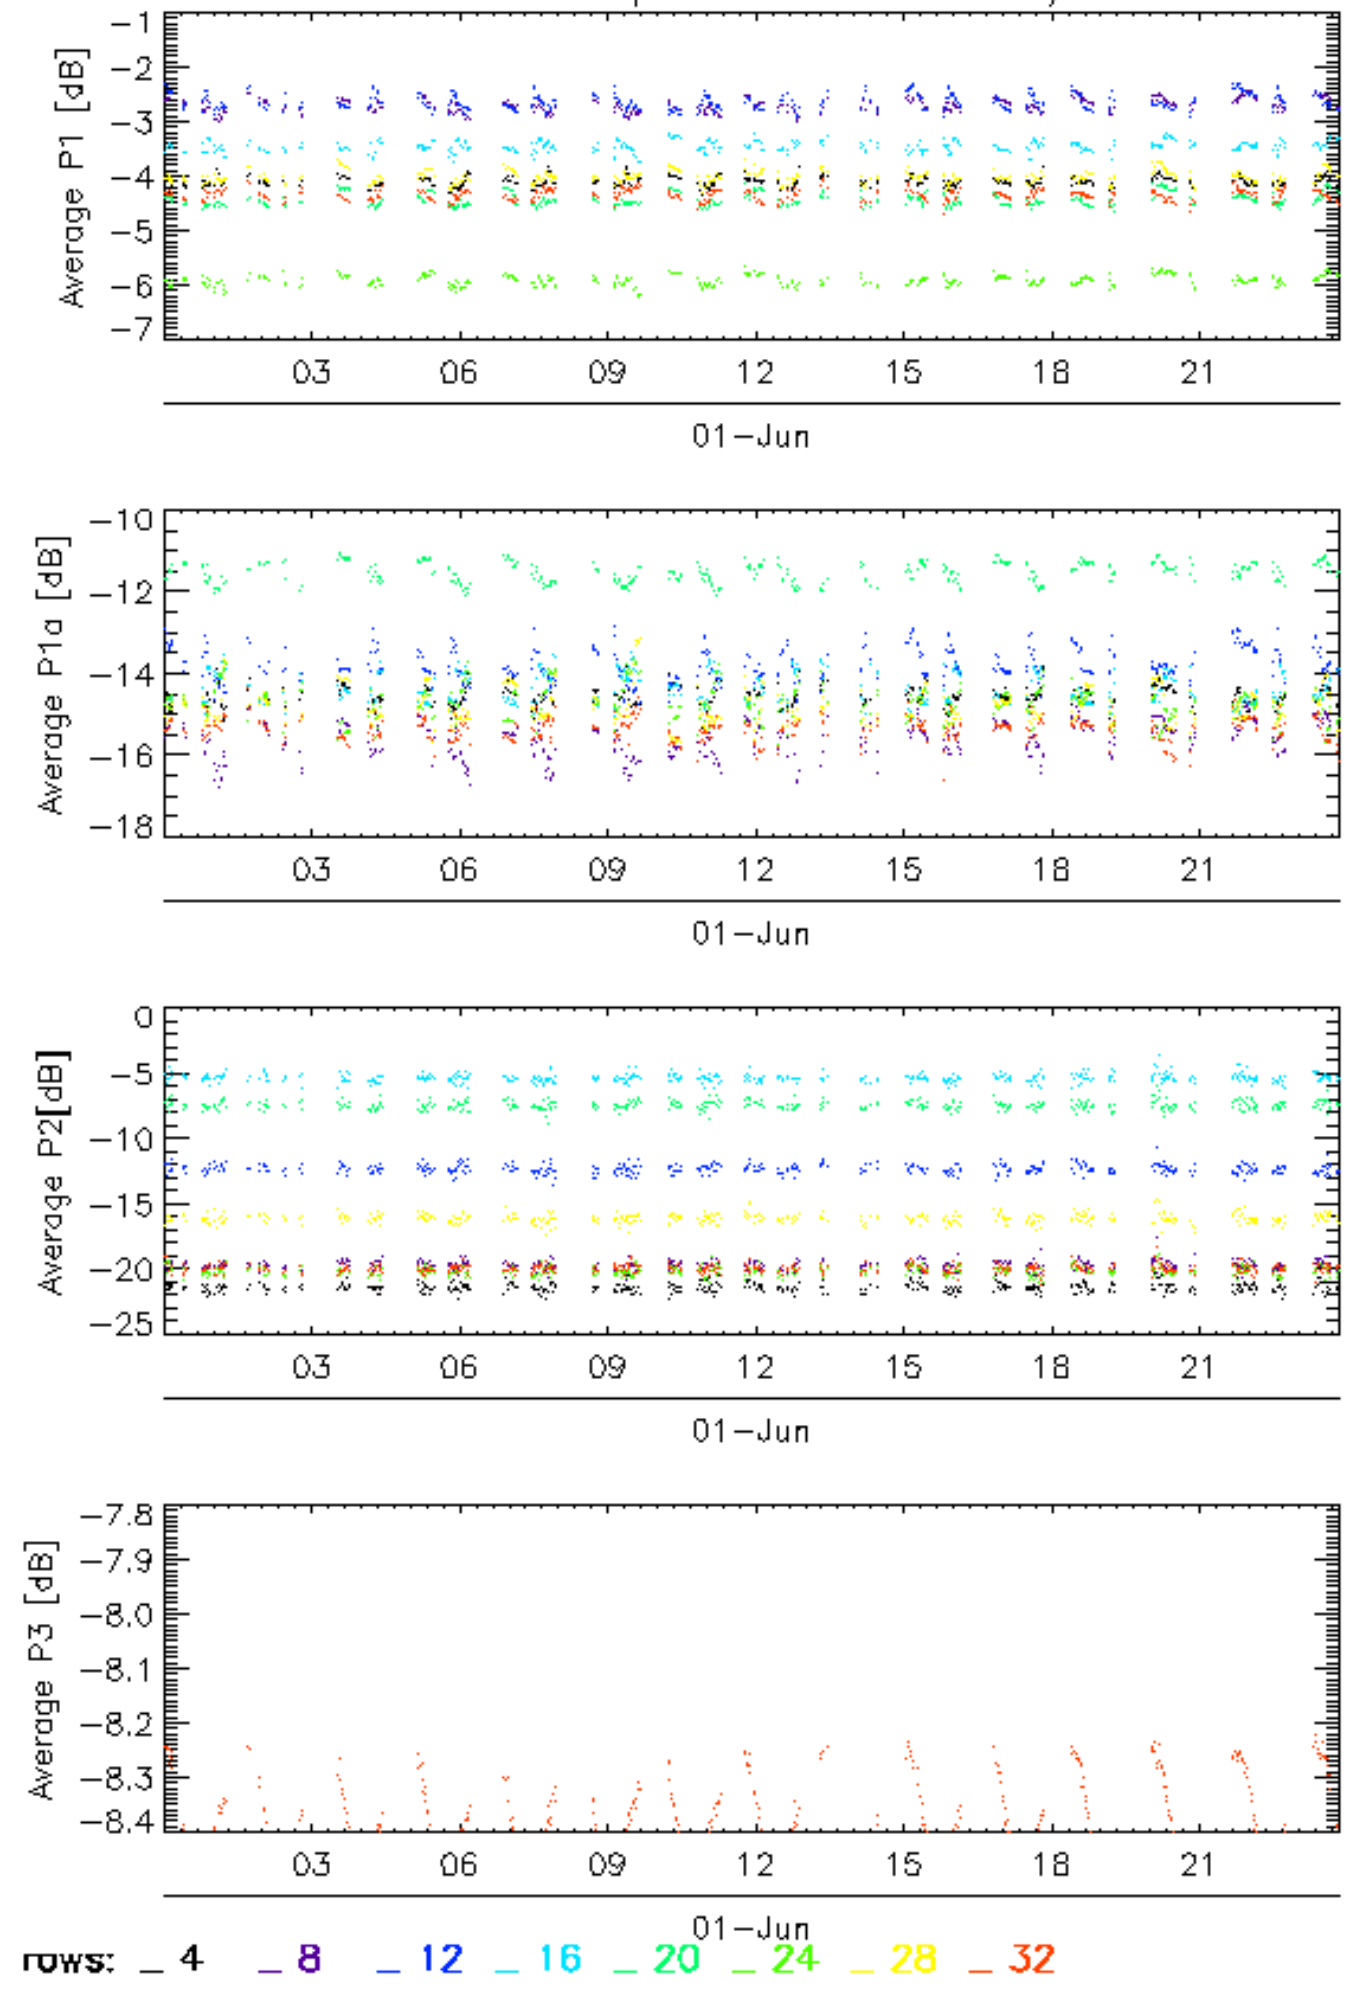 Average P1 [dB]
-1
-2
-3
-4
-5
-6
-7
03 06 09 12 15 18 21
01-Jun
Average P1a [dB]
-10
-12
-14
-16
-18
03 06 09 12 15 18 21
01-Jun
Average P2[dB]
0
-5
-10
-15
-20
-25
03 06 09 12 15 18 21
01-Jun
Average P3 [dB]
-7.8
-7.9
-8.0
-8.1
-8.2
-8.3
-8.4
03 06 09 12 15 18 21
01-Jun
rows: _ 4 _ 8 _ 12 _ 16 _ 20 _ 24 _ 28 _ 32